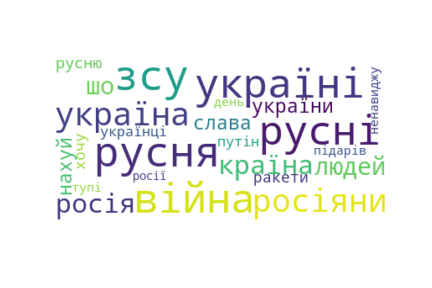 русню
шо зсу україні
день
україна україни
ненавиджу
українці слава
русні
путін
русня
підарів
нахуй хочу
країна людей
росії ракети
тупі
росія війна росіяни